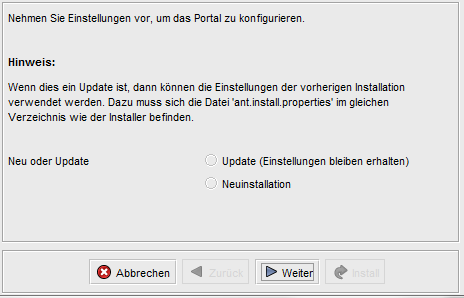 Nehmen Sie Einstellungen vor, um das Portal zu konfigurieren.
Hinweis:
Wenn dies ein Update ist, dann können die Einstellungen der vorherigen Installation
verwendet werden. Dazu muss sich die Datei 'ant.install.properties' im gleichen
Verzeichnis wie der Installer befinden.
Neu oder Update
Update (Einstellungen bleiben erhalten)
Neuinstallation
Abbrechen Zurück Weiter Install